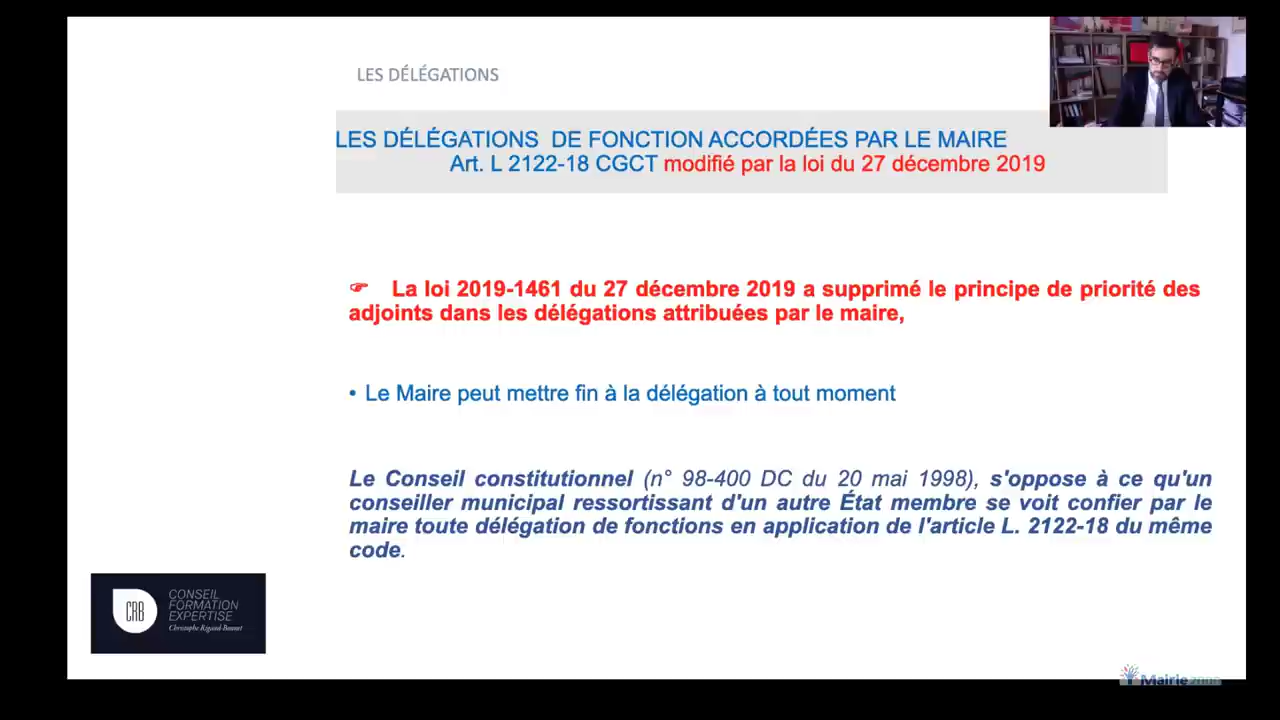 LES DÉLÉGATIONS
LES DÉLÉGATIONS DE FONCTION ACCORDÉES PAR LE MAIRE
Art. L 2122-18 CGCT modifié par la loi du 27 décembre 2019
☞ La loi 2019-1461 du 27 décembre 2019 a supprimé le principe de priorité des
adjoints dans les délégations attribuées par le maire,
• Le Maire peut mettre fin à la délégation à tout moment
Le Conseil constitutionnel (n° 98-400 DC du 20 mai 1998), s'oppose à ce qu'un
conseiller municipal ressortissant d'un autre État membre se voit confier par le
maire toute délégation de fonctions en application de l'article L. 2122-18 du même
code.
CRB
CONSEIL
FORMATION
EXPERTISE
Christophe Rigaud-Bonnet
Mairie2000